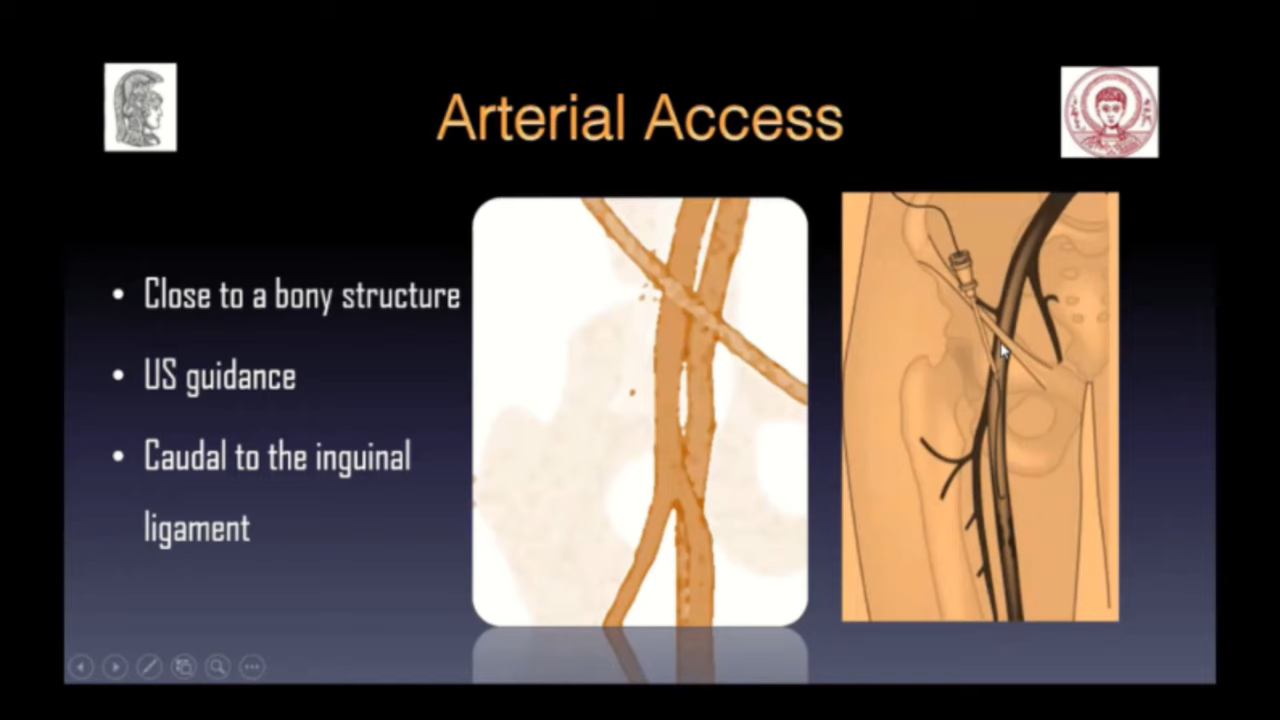 Arterial Access
• Close to a bony structure
• US guidance
• Caudal to the inguinal
ligament